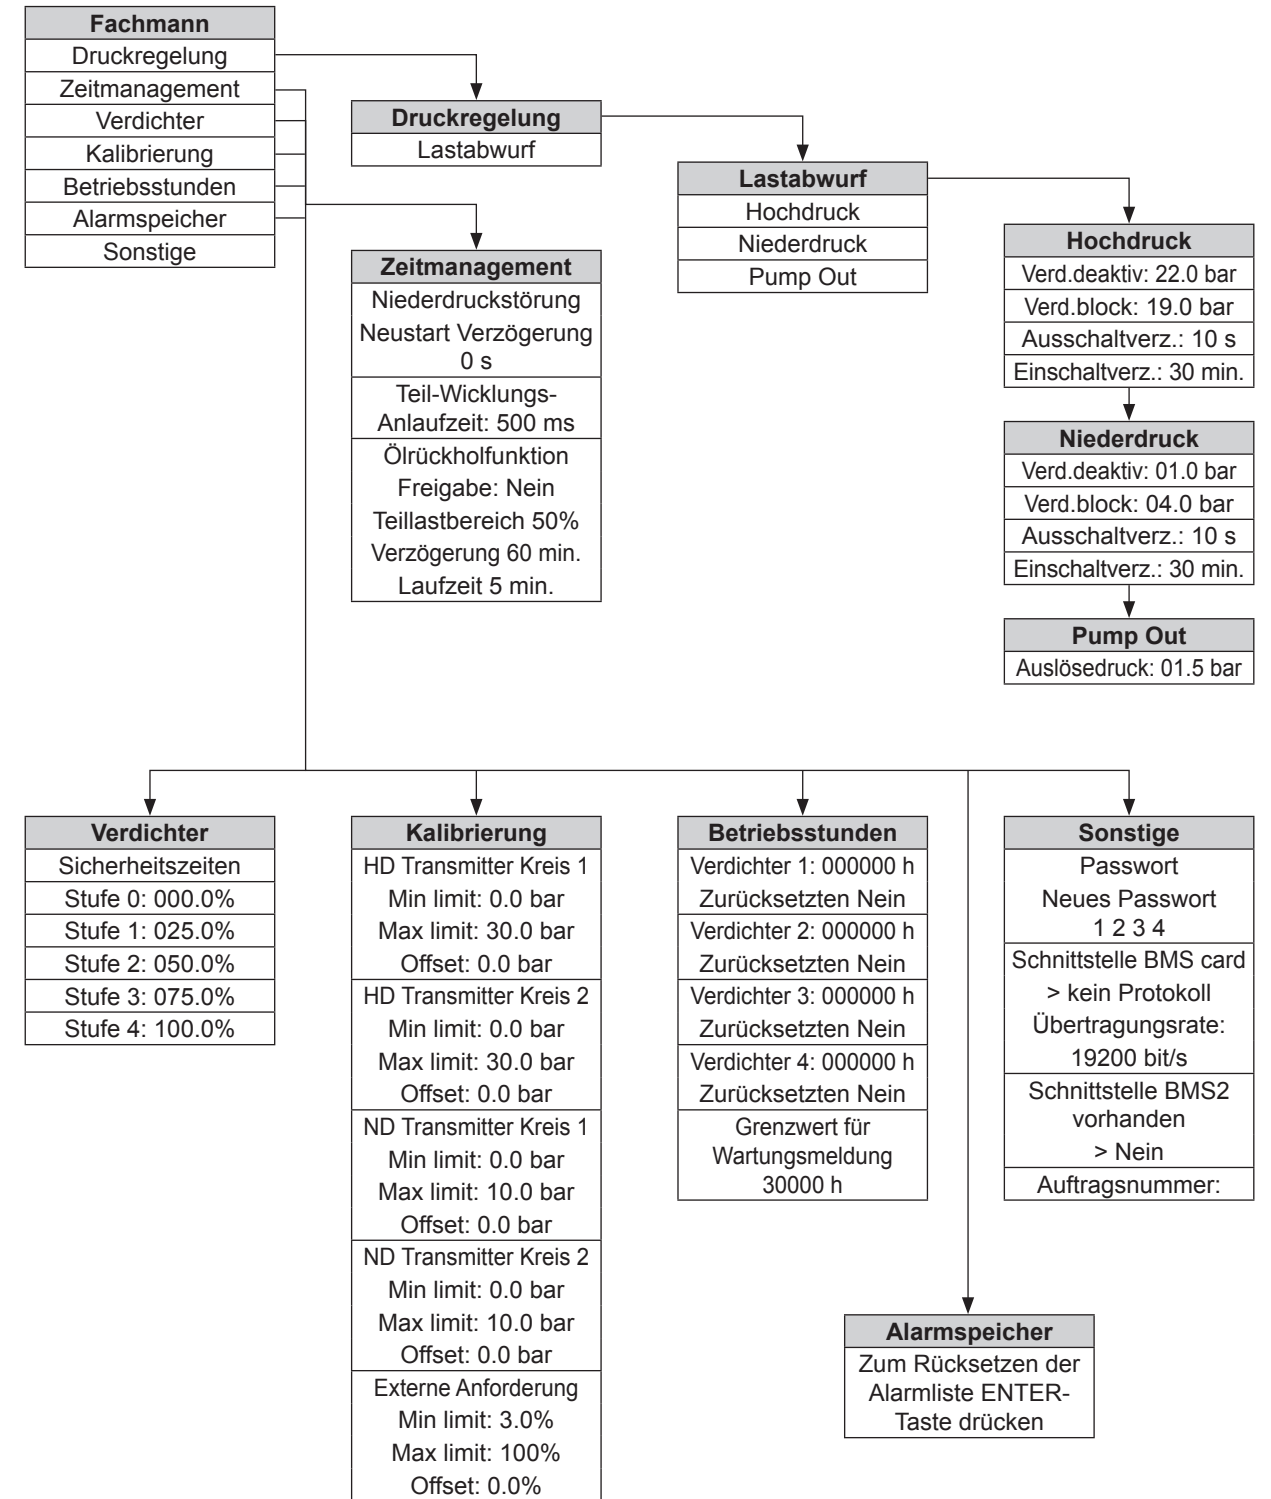 Fachmann
Druckregelung
Zeitmanagement
Verdichter
Kalibrierung
Betriebsstunden
Alarmspeicher
Sonstige
Druckregelung
Lastabwurf
Lastabwurf
Hochdruck
Niederdruck
Pump Out
Hochdruck
Verd.deaktiv: 22.0 bar
Verd.block: 19.0 bar
Ausschaltverz.: 10 s
Einschaltverz.: 30 min.
Niederdruck
Verd.deaktiv: 01.0 bar
Verd.block: 04.0 bar
Ausschaltverz.: 10 s
Einschaltverz.: 30 min.
Pump Out
Auslösedruck: 01.5 bar
Zeitmanagement
Niederdruckstörung
Neustart Verzögerung
0 s
Teil-Wicklungs-
Anlaufzeit: 500 ms
Ölrückholfunktion
Freigabe: Nein
Teillastbereich 50%
Verzögerung 60 min.
Laufzeit 5 min.
Verdichter
Sicherheitszeiten
Stufe 0: 000.0%
Stufe 1: 025.0%
Stufe 2: 050.0%
Stufe 3: 075.0%
Stufe 4: 100.0%
Kalibrierung
HD Transmitter Kreis 1
Min limit: 0.0 bar
Max limit: 30.0 bar
Offset: 0.0 bar
HD Transmitter Kreis 2
Min limit: 0.0 bar
Max limit: 30.0 bar
Offset: 0.0 bar
ND Transmitter Kreis 1
Min limit: 0.0 bar
Max limit: 10.0 bar
Offset: 0.0 bar
ND Transmitter Kreis 2
Min limit: 0.0 bar
Max limit: 10.0 bar
Offset: 0.0 bar
Externe Anforderung
Min limit: 3.0%
Max limit: 100%
Offset: 0.0%
Betriebsstunden
Verdichter 1: 000000 h
Zurücksetzten Nein
Verdichter 2: 000000 h
Zurücksetzten Nein
Verdichter 3: 000000 h
Zurücksetzten Nein
Verdichter 4: 000000 h
Zurücksetzten Nein
Grenzwert für
Wartungsmeldung
30000 h
Sonstige
Passwort
Neues Passwort
1 2 3 4
Schnittstelle BMS card
> kein Protokoll
Übertragungsrate:
19200 bit/s
Schnittstelle BMS2
vorhanden
> Nein
Auftragsnummer:
Alarmspeicher
Zum Rücksetzen der
Alarmliste ENTER-
Taste drücken